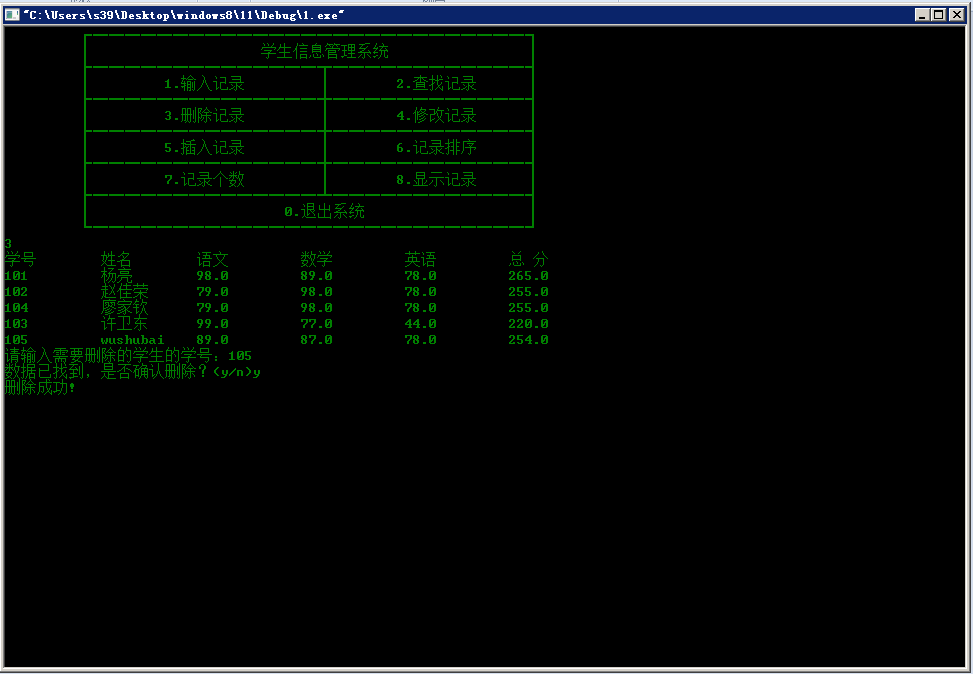 "C:\Users\s39\Desktop\windows8\11\Debug\1.exe"
学生信息管理系统
1.输入记录 2.查找记录
3.删除记录 4.修改记录
5.插入记录 6.记录排序
7.记录个数 8.显示记录
0.退出系统
3
学号 姓名 语文 数学 英语 总 分
101 杨亮 98.0 89.0 78.0 265.0
102 赵佳荣 79.0 98.0 78.0 255.0
104 廖家钦 79.0 98.0 78.0 255.0
103 许卫东 99.0 77.0 44.0 220.0
105 wushubai 89.0 87.0 78.0 254.0
请输入需要删除的学生的学号：105
数据已找到，是否确认删除？(y/n)y
删除成功!